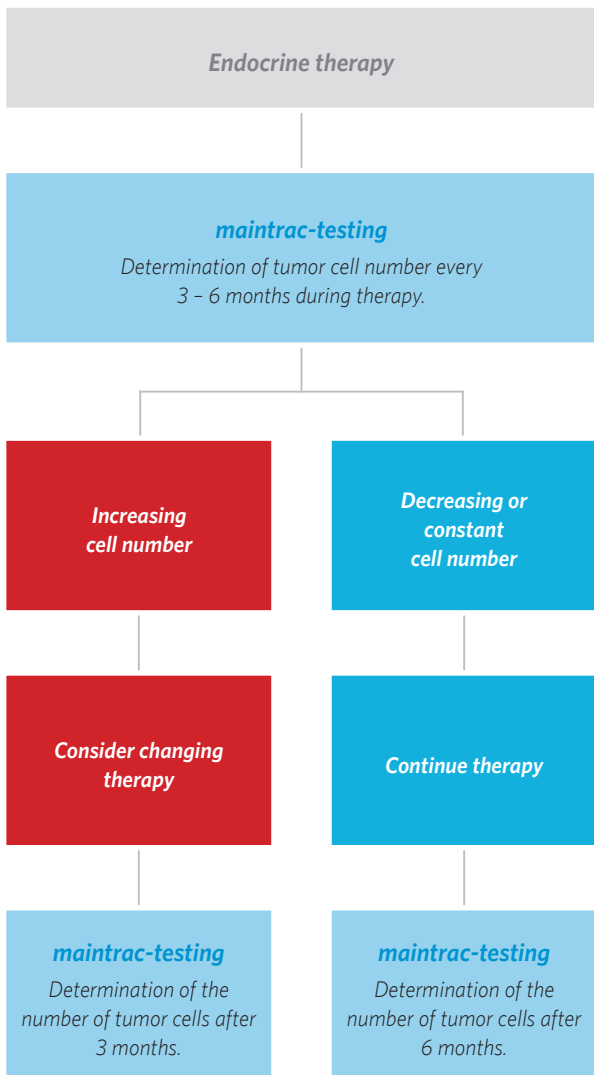 Endocrine therapy
maintrac-testing
Determination of tumor cell number every
3 – 6 months during therapy.
Increasing
cell number
Decreasing or
constant
cell number
Consider changing
therapy
Continue therapy
maintrac-testing
Determination of the
number of tumor cells after
3 months.
maintrac-testing
Determination of the
number of tumor cells after
6 months.